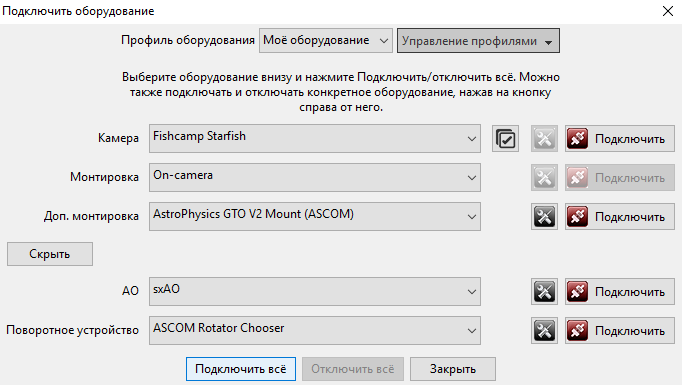 Подключить оборудование
Профиль оборудования Моё оборудование Управление профилями
Выберите оборудование внизу и нажмите Подключить/отключить всё. Можно
также подключать и отключать конкретное оборудование, нажав на кнопку
справа от него.
Камера Fishcamp Starfish Подключить
Монтировка On-camera Подключить
Доп. монтировка AstroPhysics GTO V2 Mount (ASCOM) Подключить
Скрыть
АО sxAO Подключить
Поворотное устройство ASCOM Rotator Chooser Подключить
Подключить всё Отключить всё Закрыть